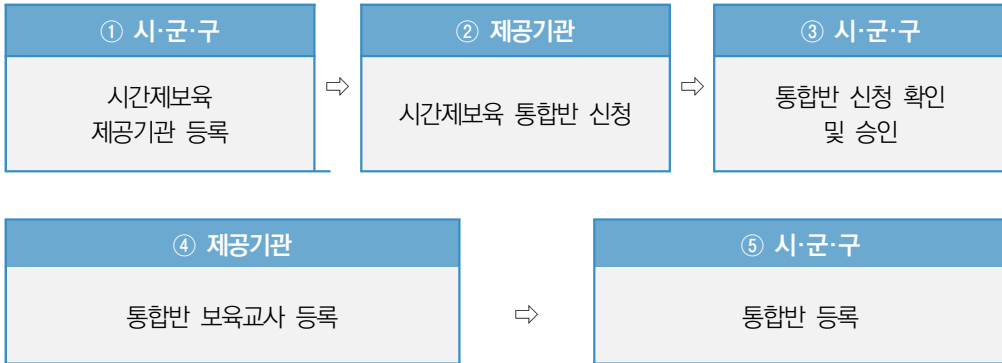 ① 시·군·구
시간제보육
제공기관 등록
⇨
② 제공기관
시간제보육 통합반 신청
⇨
③ 시·군·구
통합반 신청 확인
및 승인
④ 제공기관
통합반 보육교사 등록
⇨
⑤ 시·군·구
통합반 등록